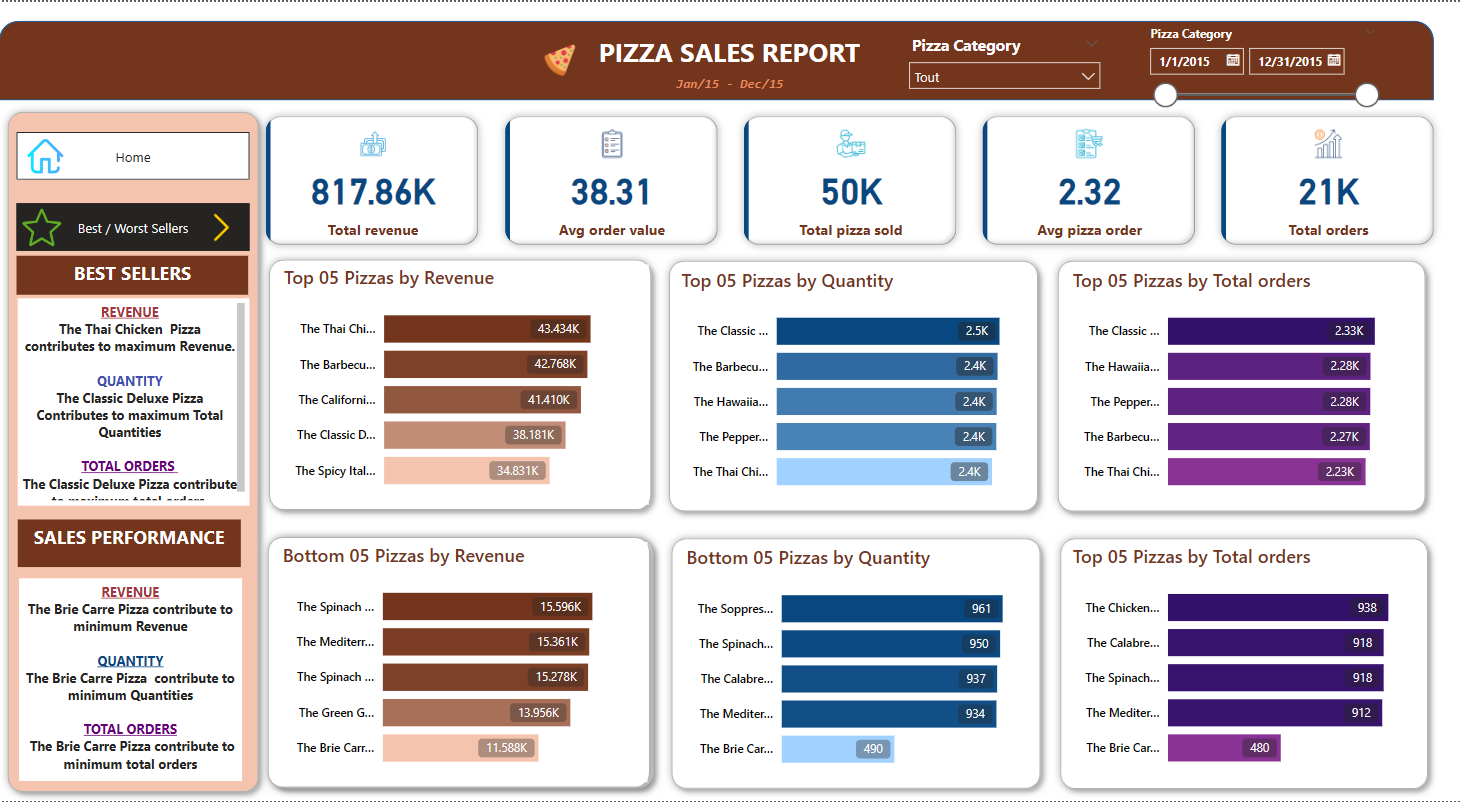 PIZZA SALES REPORT
Jan/15 - Dec/15
Pizza Category
Tout
Pizza Category
1/1/2015
12/31/2015
Home
Best / Worst Sellers
BEST SELLERS
REVENUE
The Thai Chicken Pizza
contributes to maximum Revenue.
QUANTITY
The Classic Deluxe Pizza
Contributes to maximum Total
Quantities
TOTAL ORDERS
The Classic Deluxe Pizza contribute
to maximum total orders
SALES PERFORMANCE
REVENUE
The Brie Carre Pizza contribute to
minimum Revenue
QUANTITY
The Brie Carre Pizza contribute to
minimum Quantities
TOTAL ORDERS
The Brie Carre Pizza contribute to
minimum total orders
817.86K
Total revenue
38.31
Avg order value
50K
Total pizza sold
2.32
Avg pizza order
21K
Total orders
Top 05 Pizzas by Revenue
The Thai Chi... 43.434K
The Barbecu... 42.768K
The Californi... 41.410K
The Classic D... 38.181K
The Spicy Ital... 34.831K
Top 05 Pizzas by Quantity
The Classic ... 2.5K
The Barbecu... 2.4K
The Hawaiia... 2.4K
The Pepper... 2.4K
The Thai Chi... 2.4K
Top 05 Pizzas by Total orders
The Classic ... 2.33K
The Hawaiia... 2.28K
The Pepper... 2.28K
The Barbecu... 2.27K
The Thai Chi... 2.23K
Bottom 05 Pizzas by Revenue
The Spinach ... 15.596K
The Mediterr... 15.361K
The Spinach ... 15.278K
The Green G... 13.956K
The Brie Carr... 11.588K
Bottom 05 Pizzas by Quantity
The Soppres... 961
The Spinach... 950
The Calabre... 937
The Mediter... 934
The Brie Car... 490
Top 05 Pizzas by Total orders
The Chicken... 938
The Calabre... 918
The Spinach... 918
The Mediter... 912
The Brie Car... 480